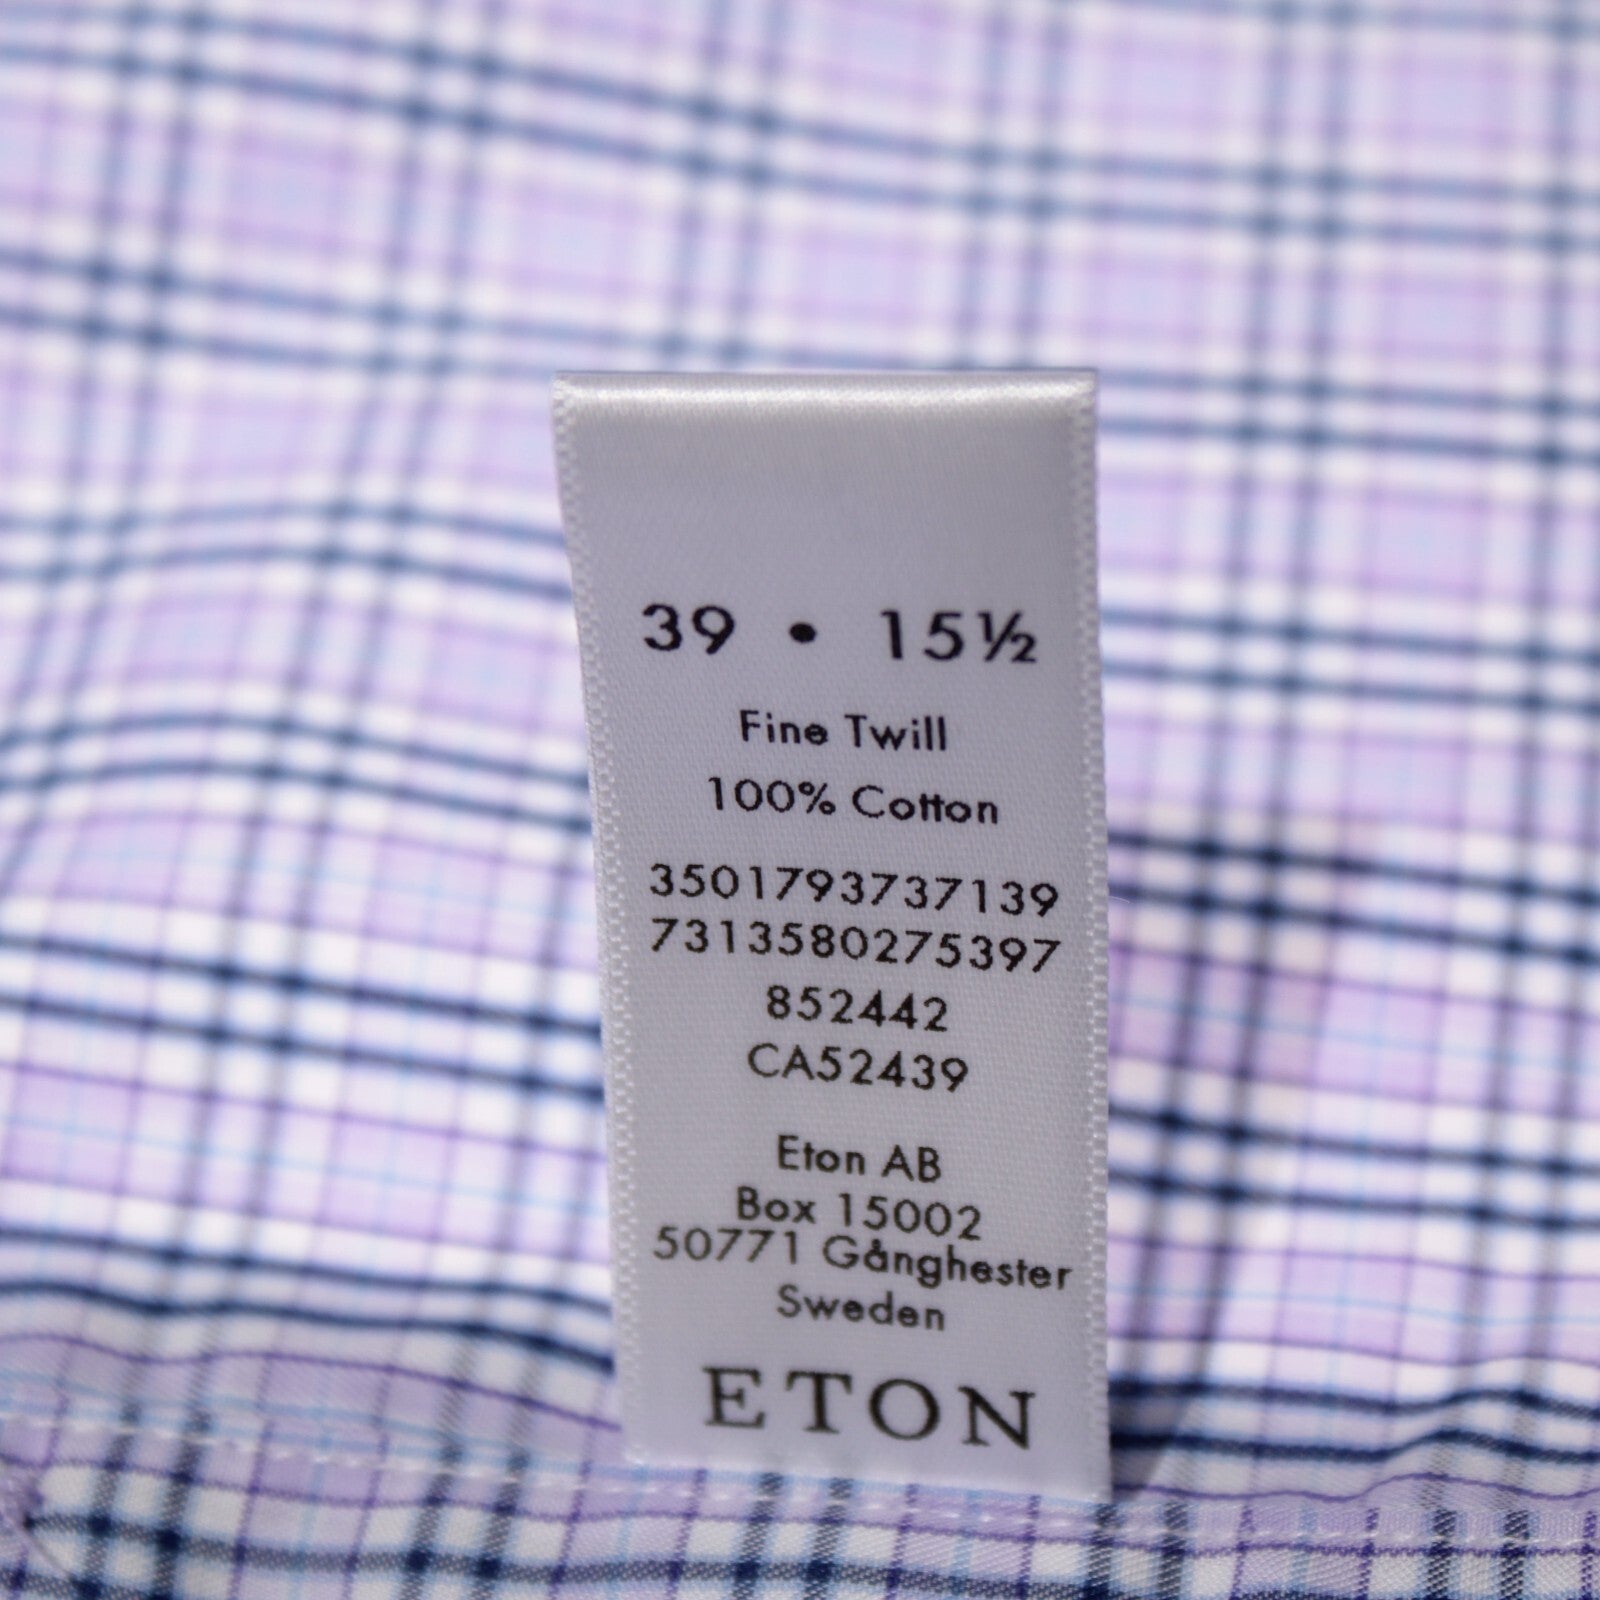 39 • 15½
Fine Twill
100% Cotton
3501793737139
7313580275397
852442
CA52439
Eton AB
Box 15002
50771 Gånghester
Sweden
ETON